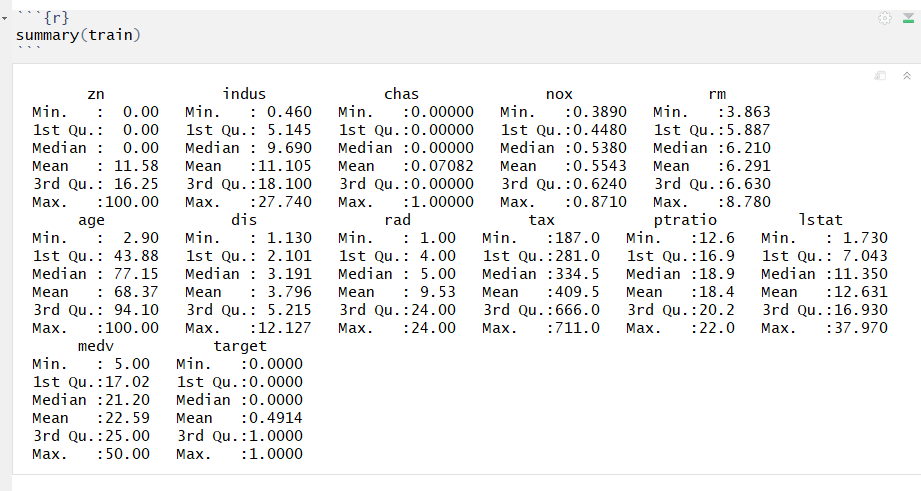 ```{r}
summary(train)
```
zn indus chas nox rm
Min. : 0.00 Min. : 0.460 Min. :0.00000 Min. :0.3890 Min. :3.863
1st Qu.: 0.00 1st Qu.: 5.145 1st Qu.:0.00000 1st Qu.:0.4480 1st Qu.:5.887
Median : 0.00 Median : 9.690 Median :0.00000 Median :0.5380 Median :6.210
Mean : 11.58 Mean :11.105 Mean :0.07082 Mean :0.5543 Mean :6.291
3rd Qu.: 16.25 3rd Qu.:18.100 3rd Qu.:0.00000 3rd Qu.:0.6240 3rd Qu.:6.630
Max. :100.00 Max. :27.740 Max. :1.00000 Max. :0.8710 Max. :8.780
age dis rad tax ptratio lstat
Min. : 2.90 Min. : 1.130 Min. : 1.00 Min. :187.0 Min. :12.6 Min. : 1.730
1st Qu.: 43.88 1st Qu.: 2.101 1st Qu.: 4.00 1st Qu.:281.0 1st Qu.:16.9 1st Qu.: 7.043
Median : 77.15 Median : 3.191 Median : 5.00 Median :334.5 Median :18.9 Median :11.350
Mean : 68.37 Mean : 3.796 Mean : 9.53 Mean :409.5 Mean :18.4 Mean :12.631
3rd Qu.: 94.10 3rd Qu.: 5.215 3rd Qu.:24.00 3rd Qu.:666.0 3rd Qu.:20.2 3rd Qu.:16.930
Max. :100.00 Max. :12.127 Max. :24.00 Max. :711.0 Max. :22.0 Max. :37.970
medv target
Min. : 5.00 Min. :0.0000
1st Qu.:17.02 1st Qu.:0.0000
Median :21.20 Median :0.0000
Mean :22.59 Mean :0.4914
3rd Qu.:25.00 3rd Qu.:1.0000
Max. :50.00 Max. :1.0000